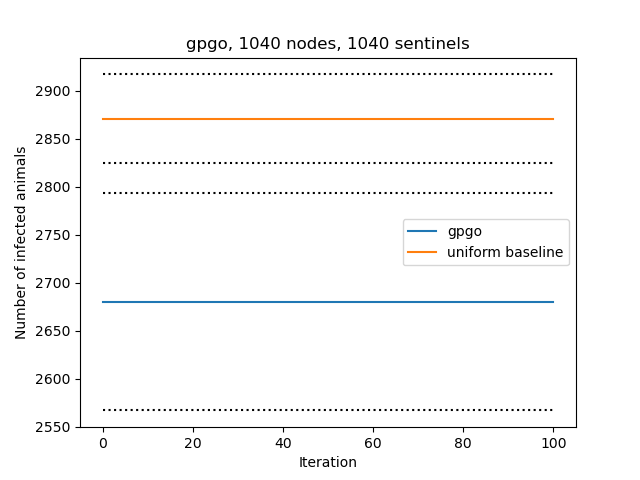 gpgo, 1040 nodes, 1040 sentinels
2900
2850
2800
2750
2700
2650
2600
2550
Number of infected animals
gpgo
uniform baseline
0 20 40 60 80 100
Iteration